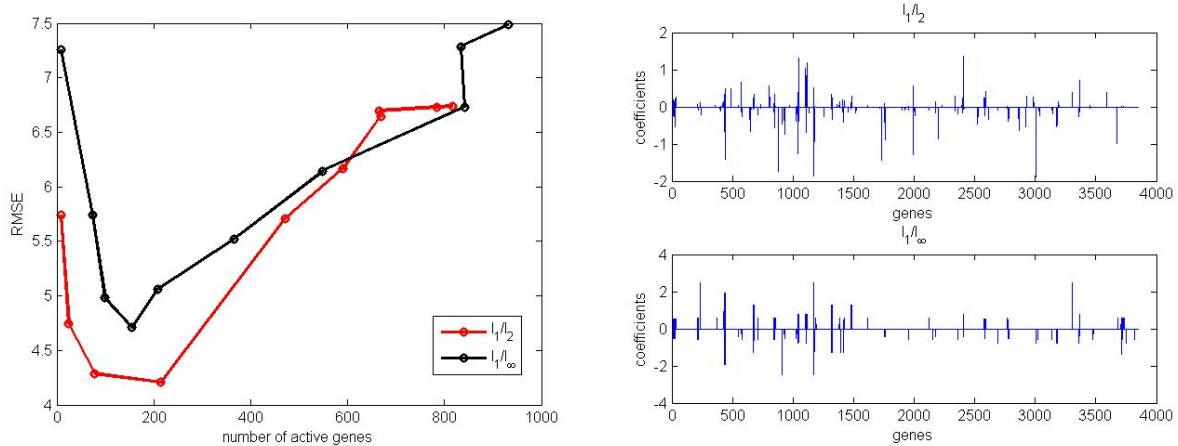 7.5
7
6.5
6
5.5
5
4.5
4
RMSE
0 200 400 600 800 1000
number of active genes
l1/l2
l1/l∞
l1/l2
2
1
0
-1
-2
coefficients
0 500 1000 1500 2000 2500 3000 3500 4000
genes
l1/l∞
4
2
0
-2
-4
coefficients
0 500 1000 1500 2000 2500 3000 3500 4000
genes